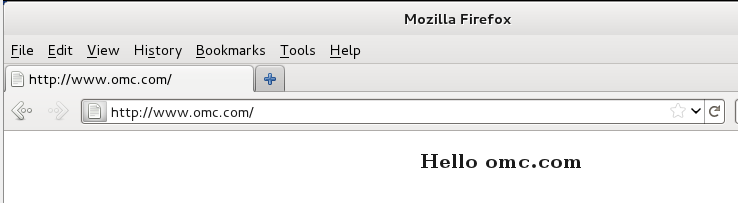 Mozilla Firefox
File Edit View History Bookmarks Tools Help
http://www.omc.com/
http://www.omc.com/
Hello omc.com